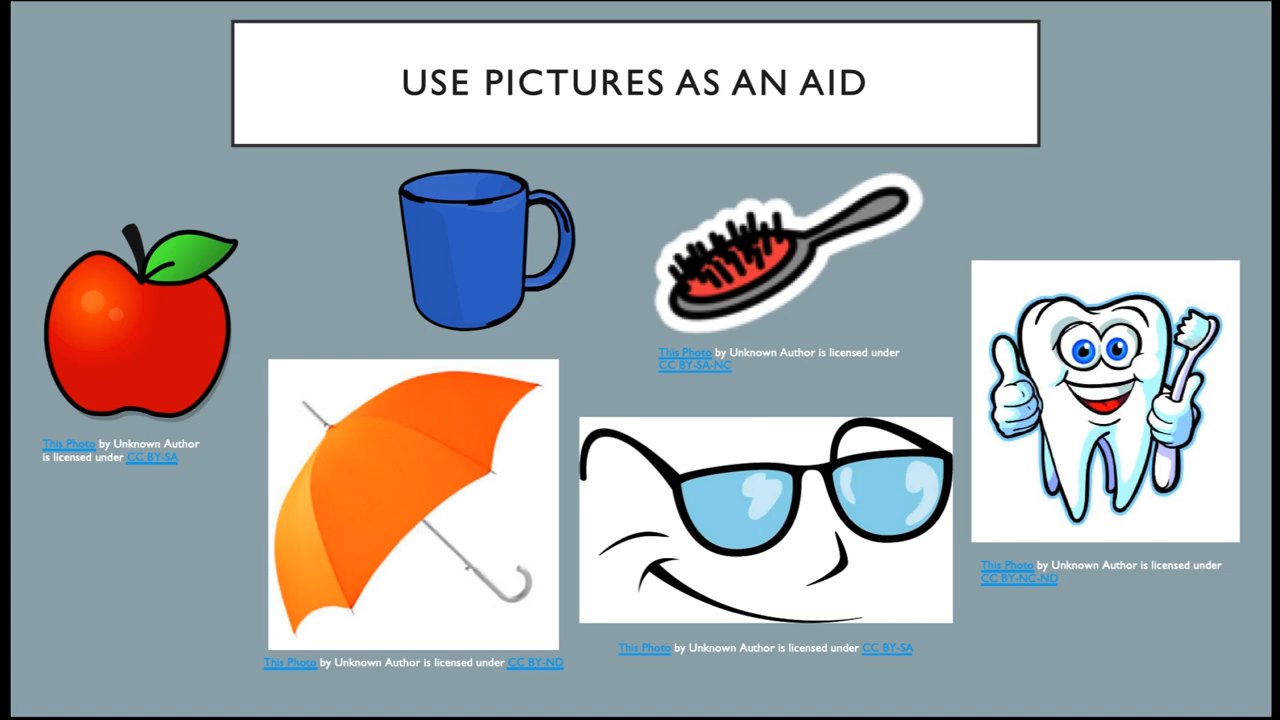 USE PICTURES AS AN AID
This Photo by Unknown Author is licensed under
CC BY-SA-NC
This Photo by Unknown Author
is licensed under CC BY-SA
This Photo by Unknown Author is licensed under
CC BY-NC-ND
This Photo by Unknown Author is licensed under CC BY-SA
This Photo by Unknown Author is licensed under CC BY-ND